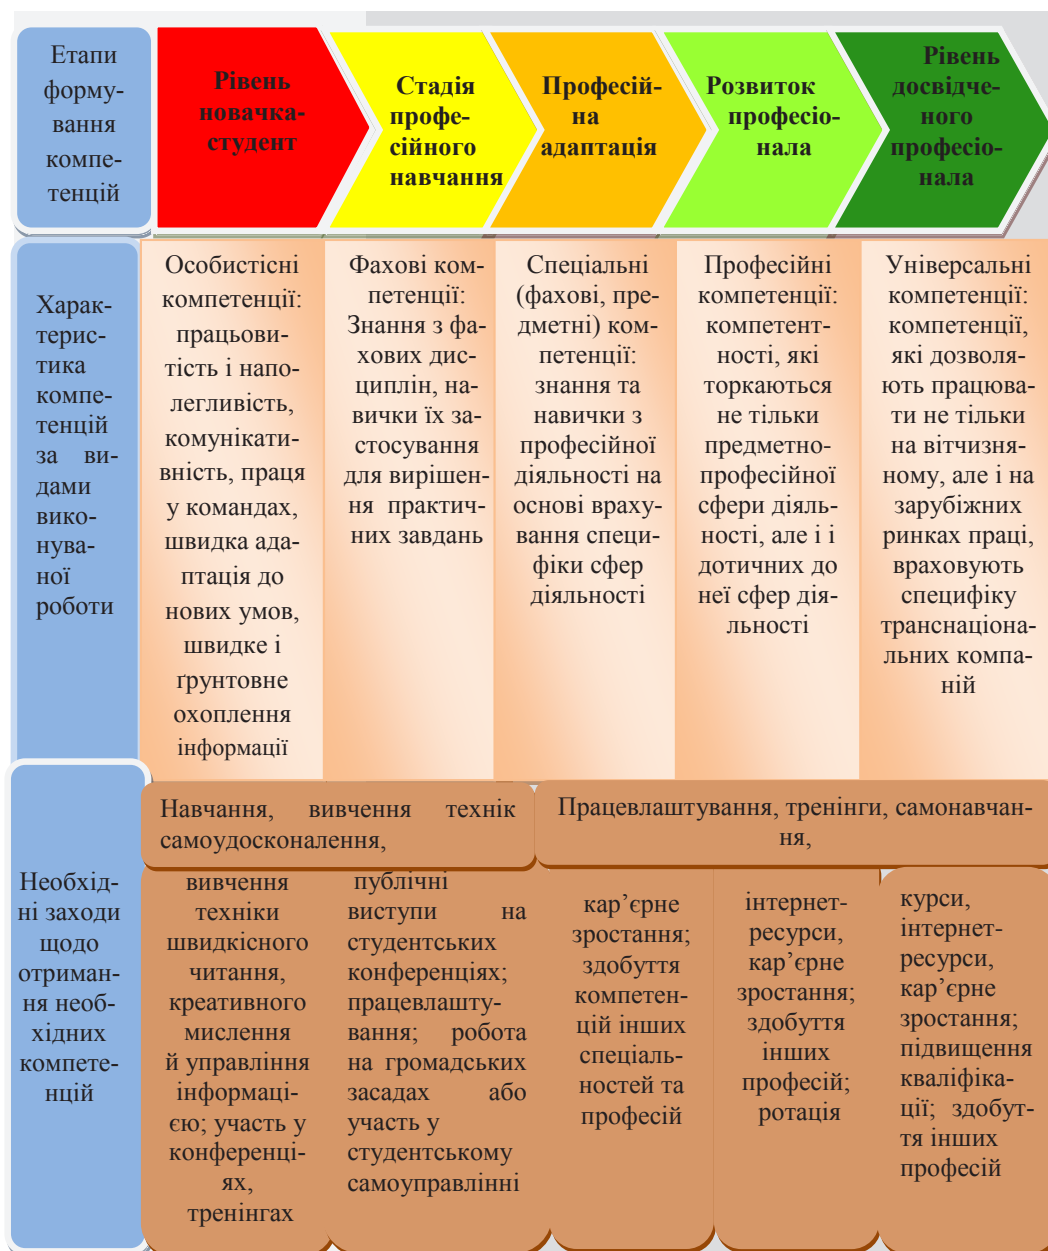 Етапи
форму-
вання
компе-
тенцій
Рівень
новачка-
студент
Стадія
профе-
сійного
навчання
Професій-
на
адаптація
Розвиток
професіо-
нала
Рівень
досвідче-
ного
професіо-
нала
Харак-
терис-
тика
компе-
тенцій
за ви-
дами
вико-
нува-
ної
роботи
Особистісні
компетенції:
працьови-
тість і напо-
легливість,
комунікати-
вність, праця
у командах,
швидка ада-
птація до
нових умов,
швидке і
ґрунтовне
охоплення
інформації
Фахові ком-
петенції:
Знання з фа-
хових дис-
циплін, на-
вички їх за-
стосування
для вирішен-
ня практич-
них завдань
Спеціальні
(фахові, пре-
дметні) ком-
петенції:
знання та
навички з
професійної
діяльності на
основі враху-
вання специ-
фіки сфер
діяльності
Професійні
компетенції:
компетент-
ності, які
торкаються
не тільки
предметно-
професійної
сфери діяль-
ності, але і і
дотичних до
неї сфер дія-
льності
Універсальні
компетенції:
компетенції,
які дозволя-
ють працюва-
ти не тільки
на вітчизня-
ному, але і на
зарубіжних
ринках праці,
враховують
специфіку
транснаціона-
льних компа-
ній
Необхід-
ні заходи
щодо
отриман-
ня необ-
хідних
компете-
нцій
Навчання, вивчення технік
самоудосконалення,
Працевлаштування, тренінги, самонавчан-
ня,
вивчення
техніки
швидкісного
читання,
креативного
мислення
й управління
інформаці-
єю; участь у
конференці-
ях,
тренінгах
публічні
виступи на
студентських
конференціях;
працевлашту-
вання; робота
на громадських
засадах або
участь у
студентському
самоуправлінні
кар’єрне
зростання;
здобуття
компетен-
цій інших
спеціаль-
ностей та
професій
інтернет-
ресурси,
кар’єрне
зростання;
здобуття
інших
професій;
ротація
курси,
інтернет-
ресурси,
кар’єрне
зростання;
підвищення
кваліфіка-
ції; здобут-
тя інших
професій